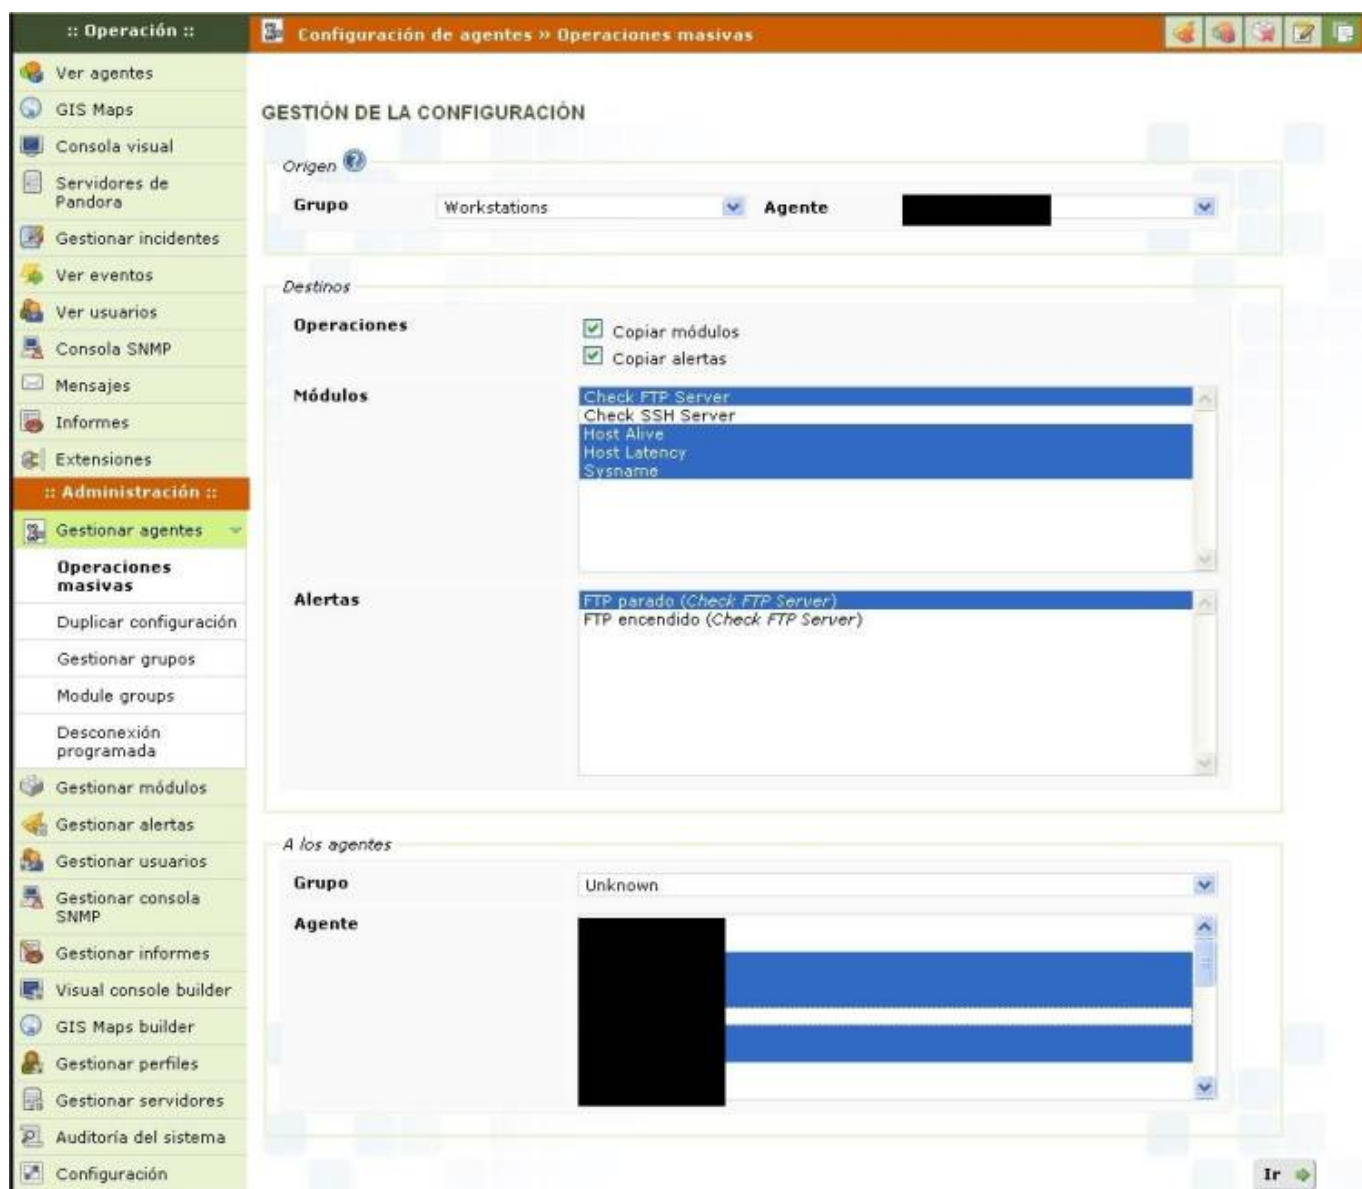 :: Operación ::
Ver agentes
GIS Maps
Consola visual
Servidores de
Pandora
Gestionar incidentes
Ver eventos
Ver usuarios
Consola SNMP
Mensajes
Informes
Extensiones
:: Administración ::
Gestionar agentes
Operaciones
masivas
Duplicar configuración
Gestionar grupos
Module groups
Desconexión
programada
Gestionar módulos
Gestionar alertas
Gestionar usuarios
Gestionar consola
SNMP
Gestionar informes
Visual console builder
GIS Maps builder
Gestionar perfiles
Gestionar servidores
Auditoría del sistema
Configuración
Configuración de agentes » Operaciones masivas
GESTIÓN DE LA CONFIGURACIÓN
Origen
Grupo Workstations Agente
Destinos
Operaciones
Copiar módulos
Copiar alertas
Módulos
Check FTP Server
Check SSH Server
Host Alive
Host Latency
Sysname
Alertas
FTP parado (Check FTP Server)
FTP encendido (Check FTP Server)
A los agentes
Grupo Unknown
Agente
Ir